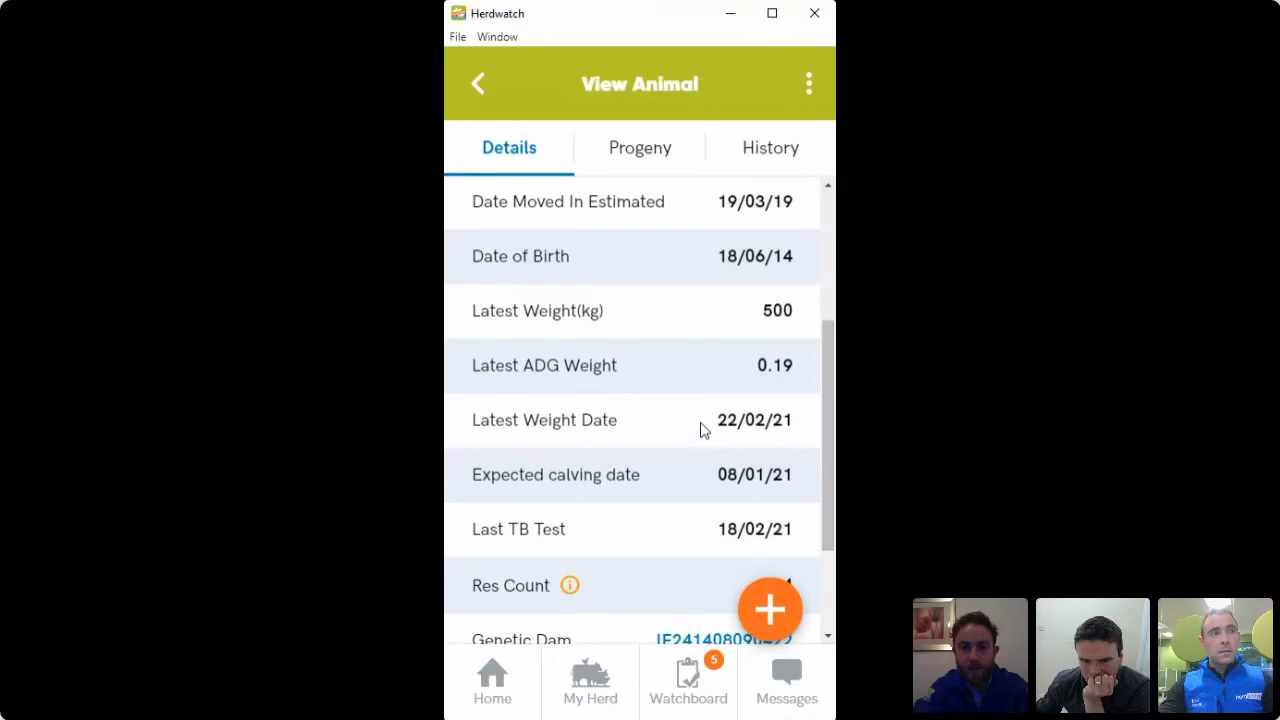 Herdwatch
File Window
View Animal
Details Progeny History
Date Moved In Estimated 19/03/19
Date of Birth 18/06/14
Latest Weight(kg) 500
Latest ADG Weight 0.19
Latest Weight Date 22/02/21
Expected calving date 08/01/21
Last TB Test 18/02/21
Res Count
Genetic Dam
5
Home My Herd Watchboard Messages